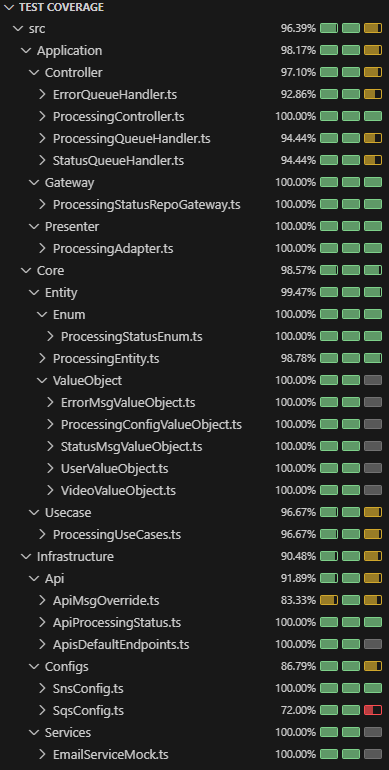 TEST COVERAGE
src 96.39%
Application 98.17%
Controller 97.10%
ErrorQueueHandler.ts 92.86%
ProcessingController.ts 100.00%
ProcessingQueueHandler.ts 94.44%
StatusQueueHandler.ts 94.44%
Gateway 100.00%
ProcessingStatusRepoGateway.ts 100.00%
Presenter 100.00%
ProcessingAdapter.ts 100.00%
Core 98.57%
Entity 99.47%
Enum 100.00%
ProcessingStatusEnum.ts 100.00%
ProcessingEntity.ts 98.78%
ValueObject 100.00%
ErrorMsgValueObject.ts 100.00%
ProcessingConfigValueObject.ts 100.00%
StatusMsgValueObject.ts 100.00%
UserValueObject.ts 100.00%
VideoValueObject.ts 100.00%
Usecase 96.67%
ProcessingUseCases.ts 96.67%
Infrastructure 90.48%
Api 91.89%
ApiMsgOverride.ts 83.33%
ApiProcessingStatus.ts 100.00%
ApisDefaultEndpoints.ts 100.00%
Configs 86.79%
SnsConfig.ts 100.00%
SqsConfig.ts 72.00%
Services 100.00%
EmailServiceMock.ts 100.00%